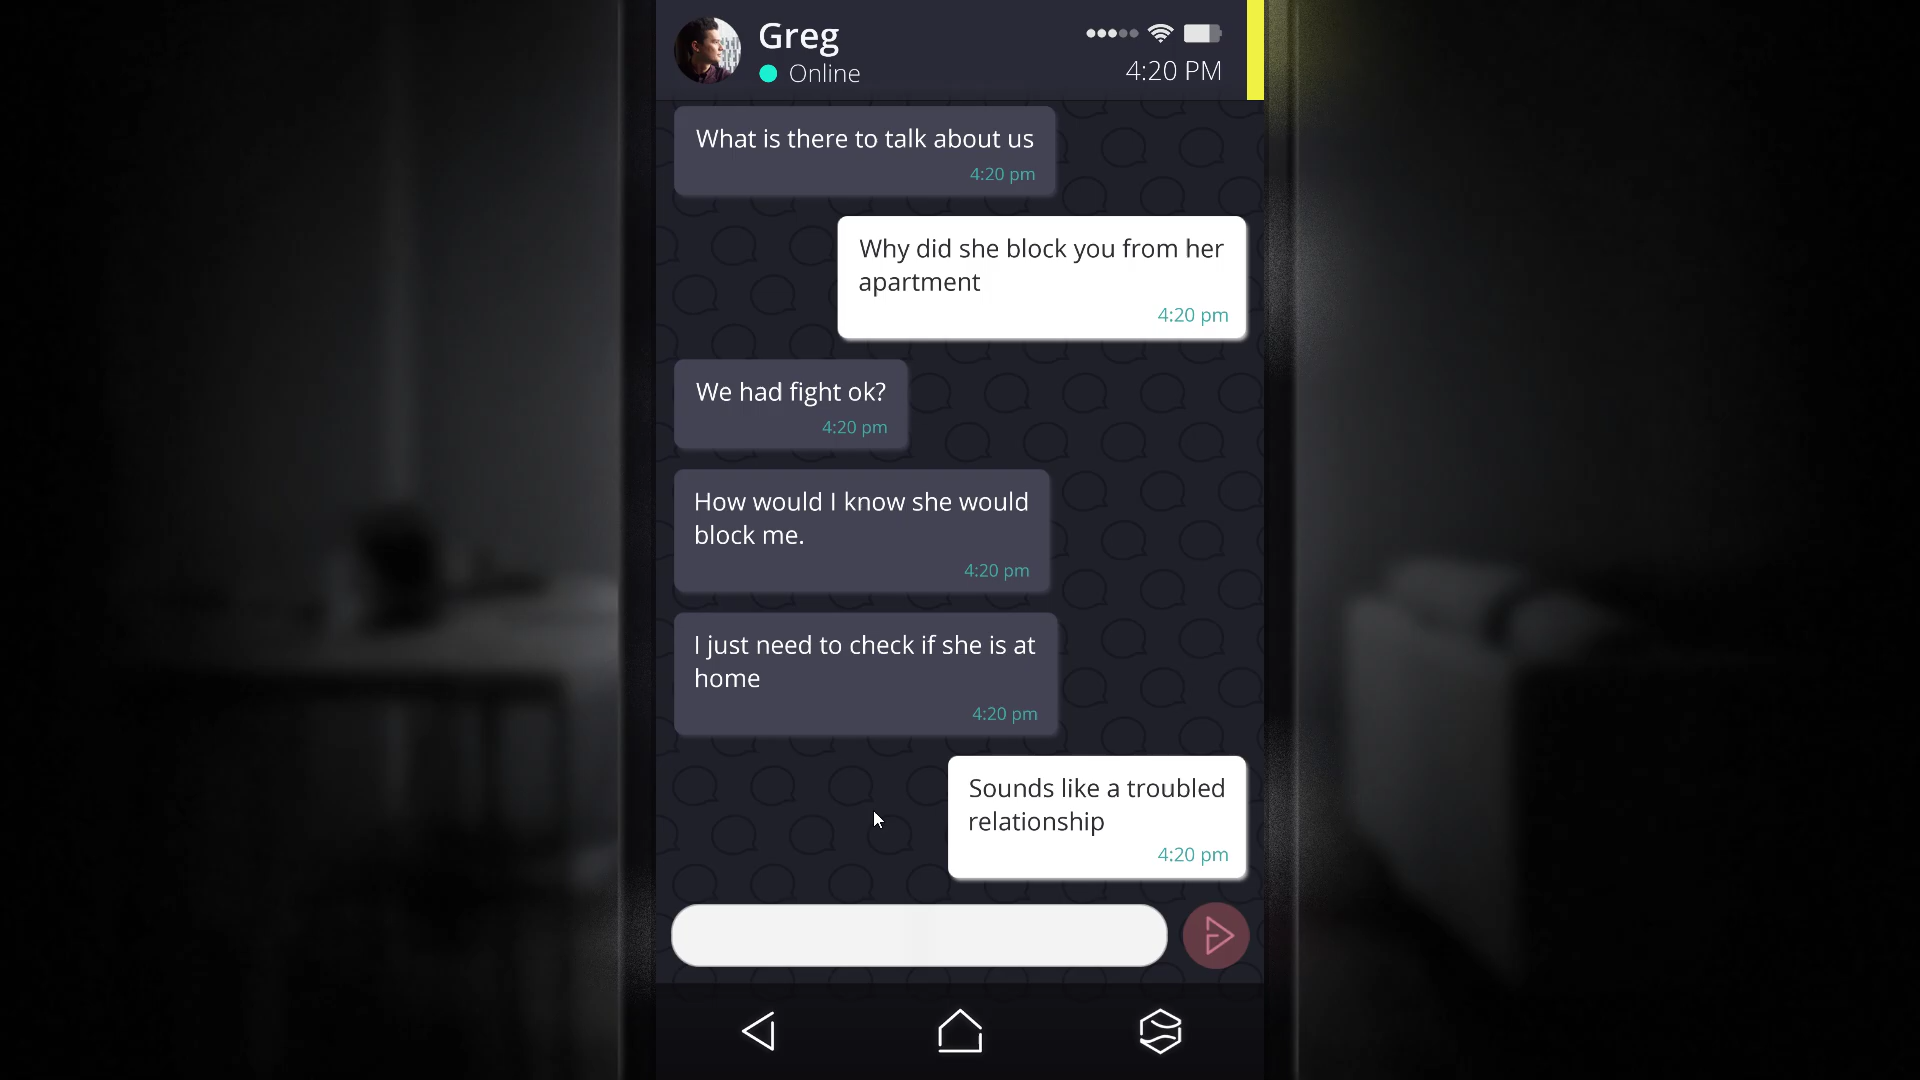 Greg
Online
4:20 PM
What is there to talk about us
4:20 pm
Why did she block you from her
apartment
4:20 pm
We had fight ok?
4:20 pm
How would I know she would
block me.
4:20 pm
I just need to check if she is at
home
4:20 pm
Sounds like a troubled
relationship
4:20 pm